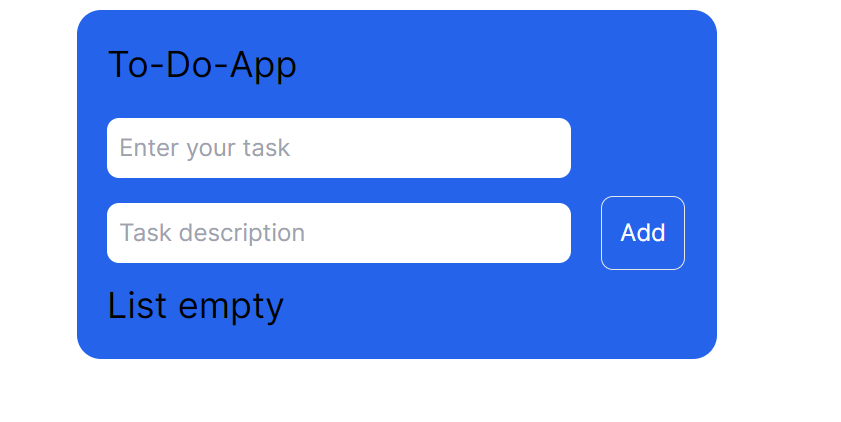 To-Do-App
Enter your task
Task description
Add
List empty